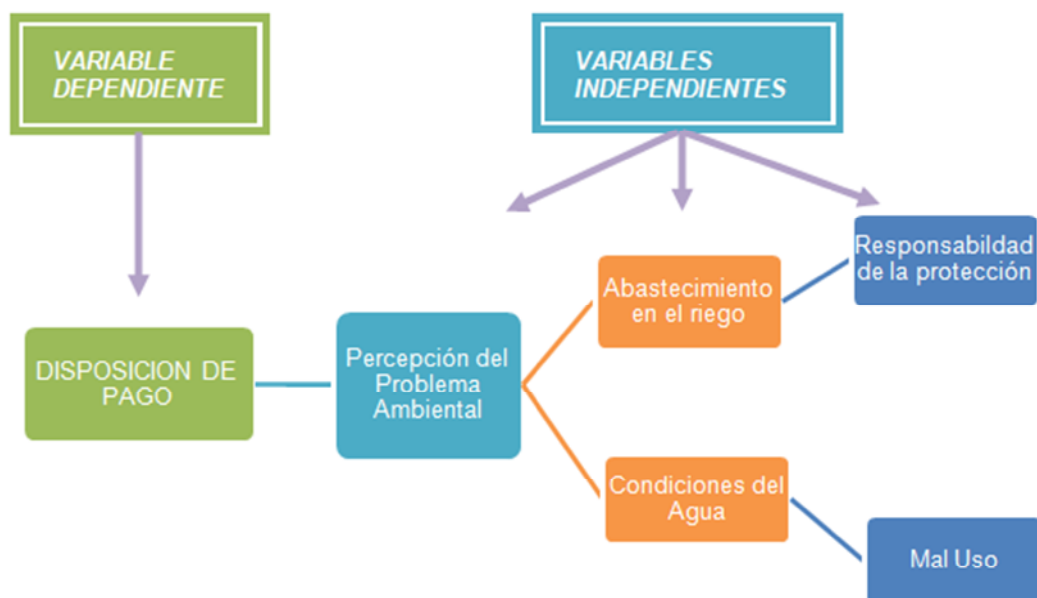 VARIABLE
DEPENDIENTE
VARIABLES
INDEPENDIENTES
DISPOSICION DE
PAGO
Percepción del
Problema
Ambiental
Abastecimiento
en el riego
Responsabildad
de la protección
Condiciones del
Agua
Mal Uso